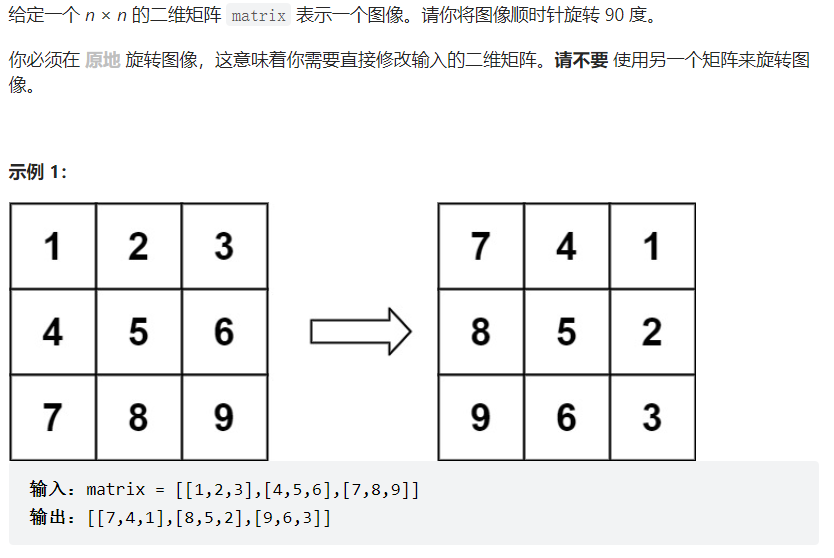 给定一个 n × n 的二维矩阵 matrix 表示一个图像。请你将图像顺时针旋转 90 度。
你必须在 原地 旋转图像，这意味着你需要直接修改输入的二维矩阵。请不要 使用另一个矩阵来旋转图
像。
示例 1：
1 2 3 7 4 1
4 5 6 8 5 2
7 8 9 9 6 3
输入：matrix = [[1,2,3],[4,5,6],[7,8,9]]
输出：[[7,4,1],[8,5,2],[9,6,3]]